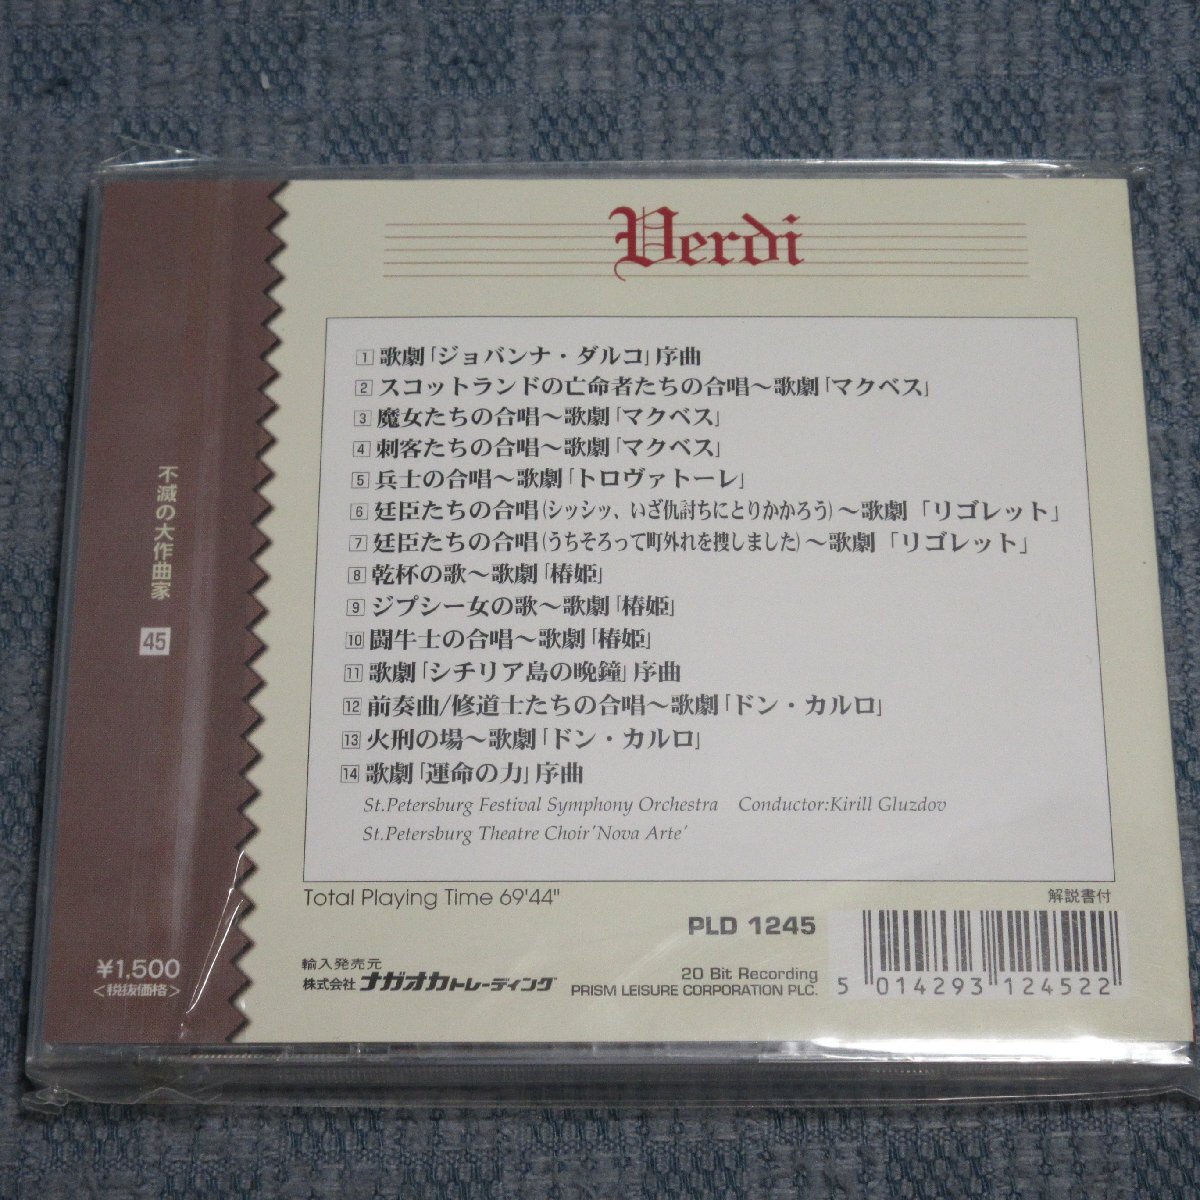 Verdi
1 歌劇「ジョバンナ・ダルコ」序曲
2 スコットランドの亡命者たちの合唱〜歌劇「マクベス」
3 魔女たちの合唱〜歌劇「マクベス」
4 刺客たちの合唱〜歌劇「マクベス」
5 兵士の合唱〜歌劇「トロヴァトーレ」
6 廷臣たちの合唱(シッシッ、いざ仇討ちにとりかかろう)〜歌劇 「リゴレット」
7 廷臣たちの合唱(うちそろって町外れを捜しました)〜歌劇 「リゴレット」
8 乾杯の歌〜歌劇「椿姫」
9 ジプシー女の歌〜歌劇「椿姫」
10 闘牛士の合唱〜歌劇「椿姫」
11 歌劇「シチリア島の晩鐘」序曲
12 前奏曲/修道士たちの合唱〜歌劇「ドン・カルロ」
13 火刑の場〜歌劇「ドン・カルロ」
14 歌劇「運命の力」序曲
St.Petersburg Festival Symphony Orchestra Conductor:Kirill Gluzdov
St.Petersburg Theatre Choir'Nova Arte'
Total Playing Time 69'44"
解説書付
PLD 1245
輸入発売元
株式会社 ナガオカトレーディング
20 Bit Recording
PRISM LEISURE CORPORATION PLC.
5 014293 124522
不滅の大作曲家
45
¥1,500
<税抜価格>